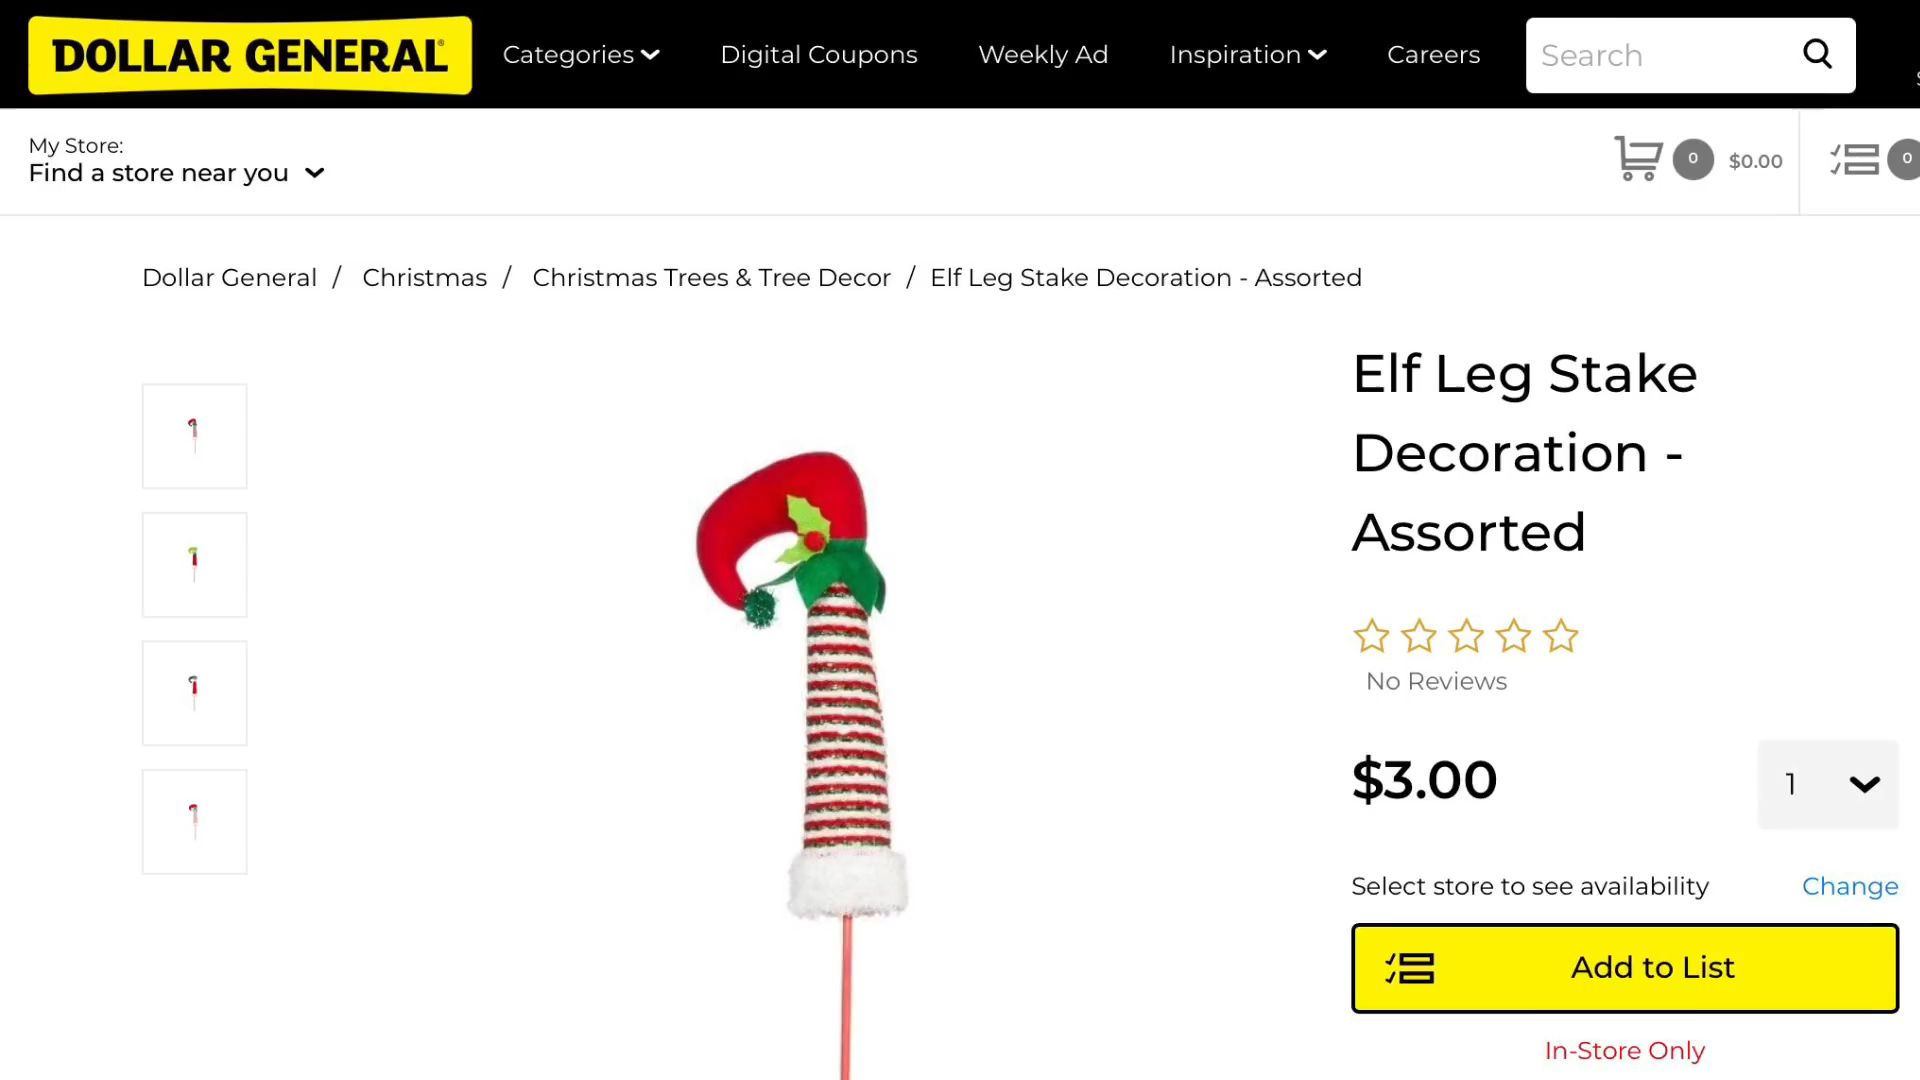 DOLLAR GENERAL®
Categories
Digital Coupons
Weekly Ad
Inspiration
Careers
Search
My Store:
Find a store near you
0
$0.00
0
Dollar General / Christmas / Christmas Trees & Tree Decor / Elf Leg Stake Decoration - Assorted
Elf Leg Stake
Decoration -
Assorted
No Reviews
$3.00
1
Select store to see availability
Change
Add to List
In-Store Only